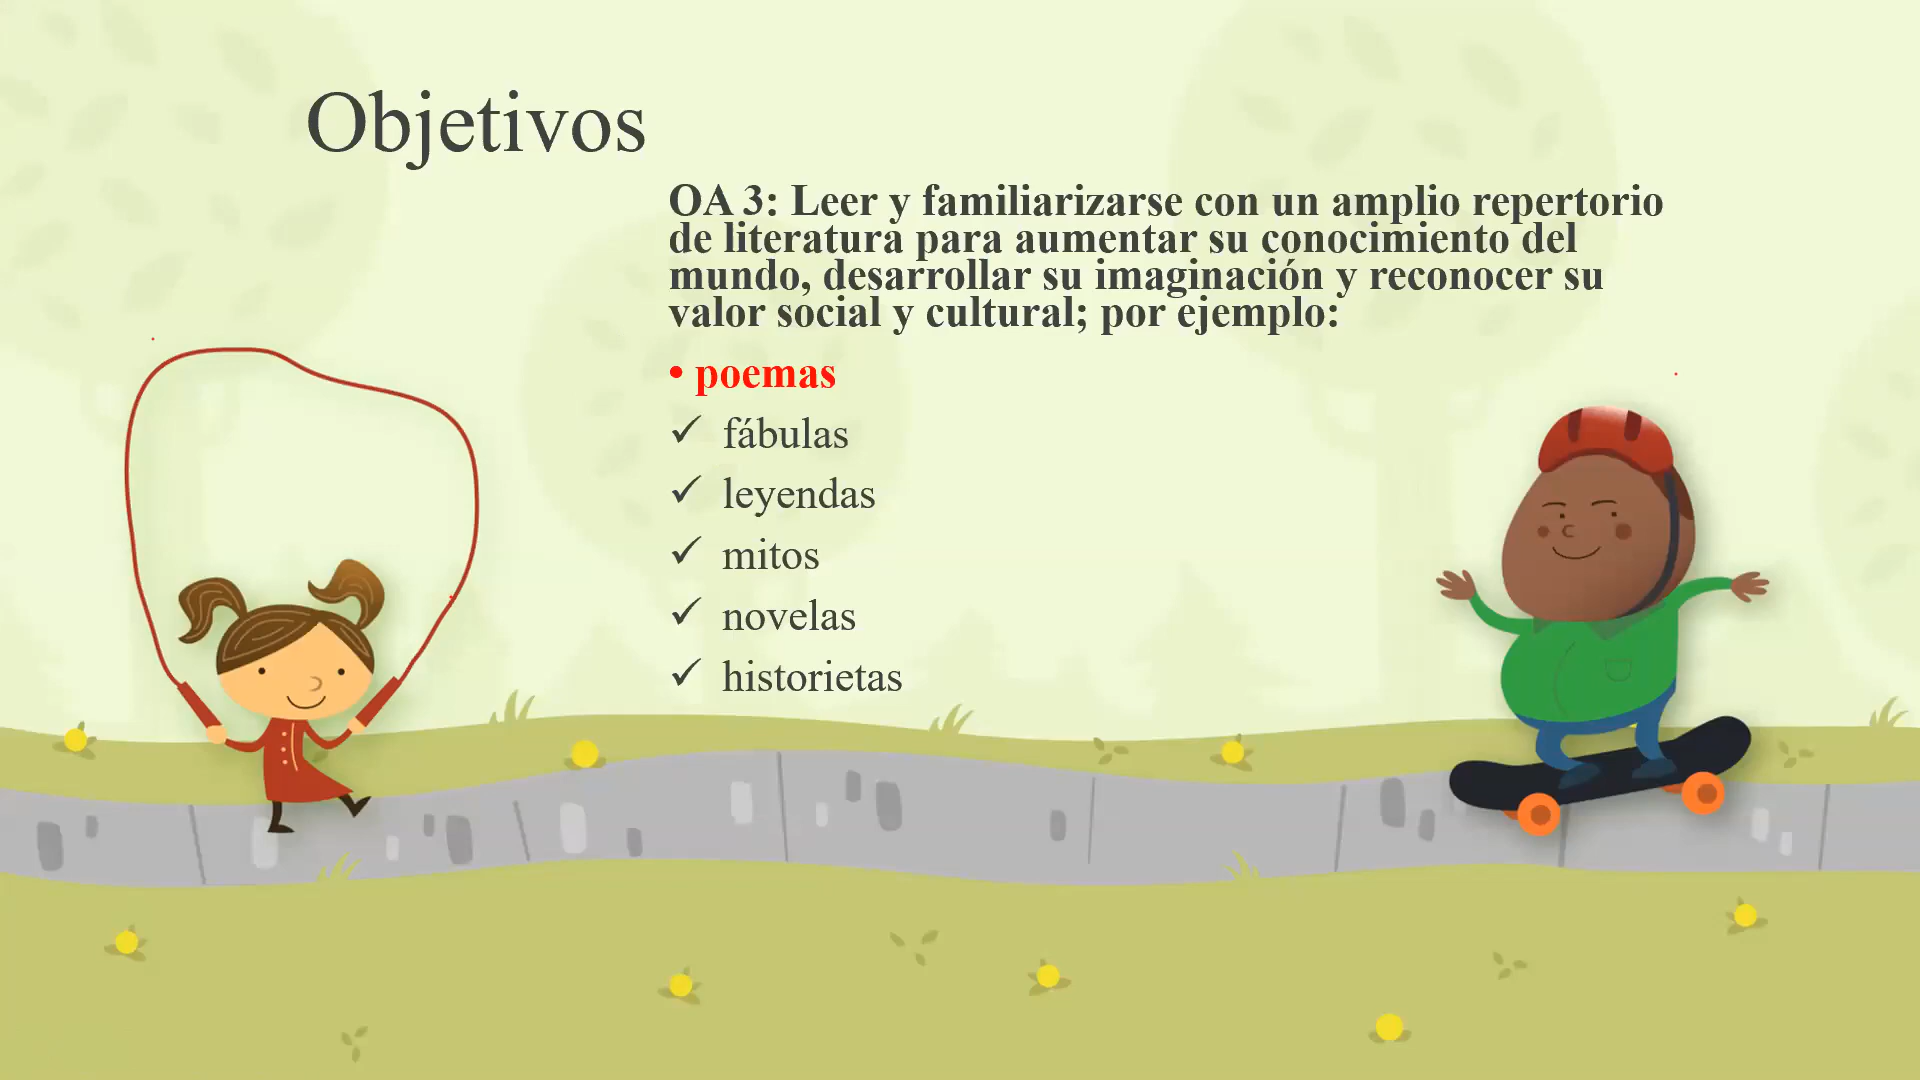 Objetivos
OA 3: Leer y familiarizarse con un amplio repertorio
de literatura para aumentar su conocimiento del
mundo, desarrollar su imaginación y reconocer su
valor social y cultural; por ejemplo:
• poemas
✓ fábulas
✓ leyendas
✓ mitos
✓ novelas
✓ historietas